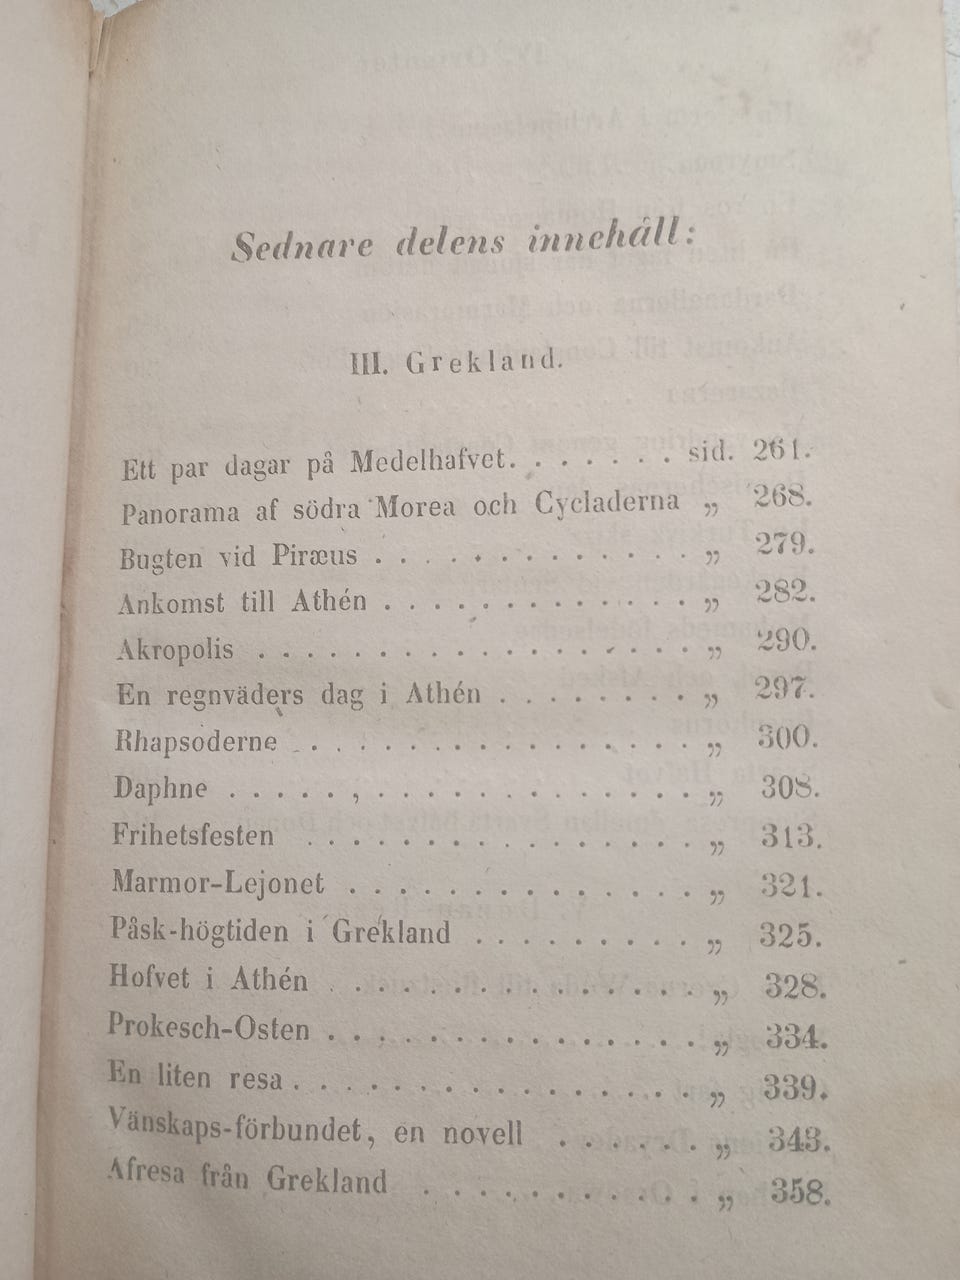 Sednare delens innehåll:
III. Grekland.
Ett par dagar på Medelhafvet. . . . . . . . sid. 261.
Panorama af södra Morea och Cycladerna „ 268.
Bugten vid Piræus . . . . . . . . . . . . . . „ 279.
Ankomst till Athén . . . . . . . . . . . . . „ 282.
Akropolis . . . . . . . . . . . . . . . . . . . „ 290.
En regnväders dag i Athén . . . . . . . . „ 297.
Rhapsoderne . . . . . . . . . . . . . . . . . „ 300.
Daphne . . . . . , . . . . . . . . . . . . . . „ 308.
Frihetsfesten . . . . . . . . . . . . . . . . „ 313.
Marmor-Lejonet . . . . . . . . . . . . . . . „ 321.
Påsk-högtiden i Grekland . . . . . . . . . „ 325.
Hofvet i Athén . . . . . . . . . . . . . . . . „ 328.
Prokesch-Osten . . . . . . . . . . . . . . . „ 334.
En liten resa . . . . . . . . . . . . . . . . . „ 339.
Vänskaps-förbundet, en novell . . . . . . „ 343.
Afresa från Grekland . . . . . . . . . . . „ 358.